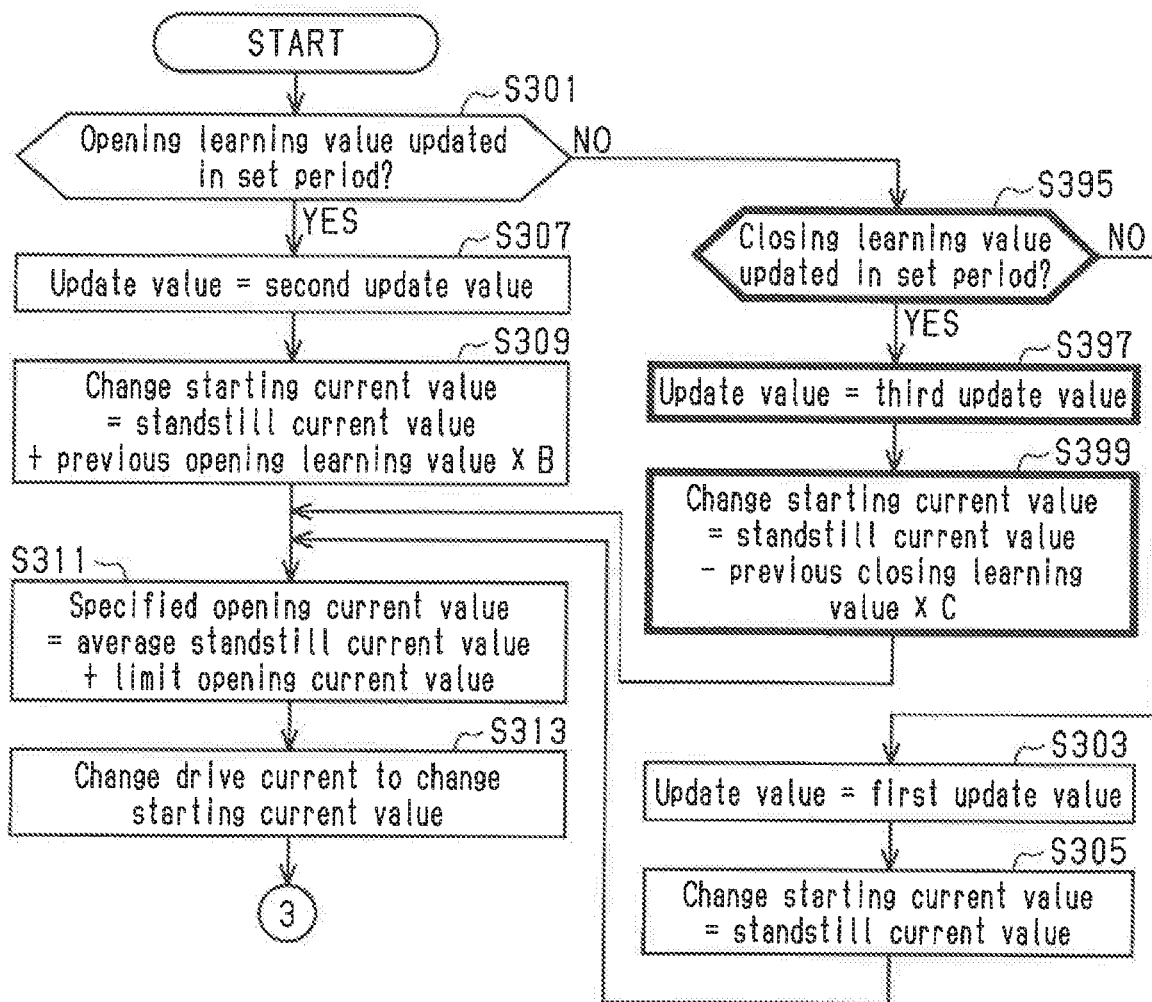 START
S301
Opening learning value updated
in set period?
NO
YES
S307
Update value = second update value
S309
Change starting current value
= standstill current value
+ previous opening learning value X B
S395
Closing learning value
updated in set period?
NO
YES
S397
Update value = third update value
S399
Change starting current value
= standstill current value
- previous closing learning
value X C
S311
Specified opening current value
= average standstill current value
+ limit opening current value
S313
Change drive current to change
starting current value
3
S303
Update value = first update value
S305
Change starting current value
= standstill current value